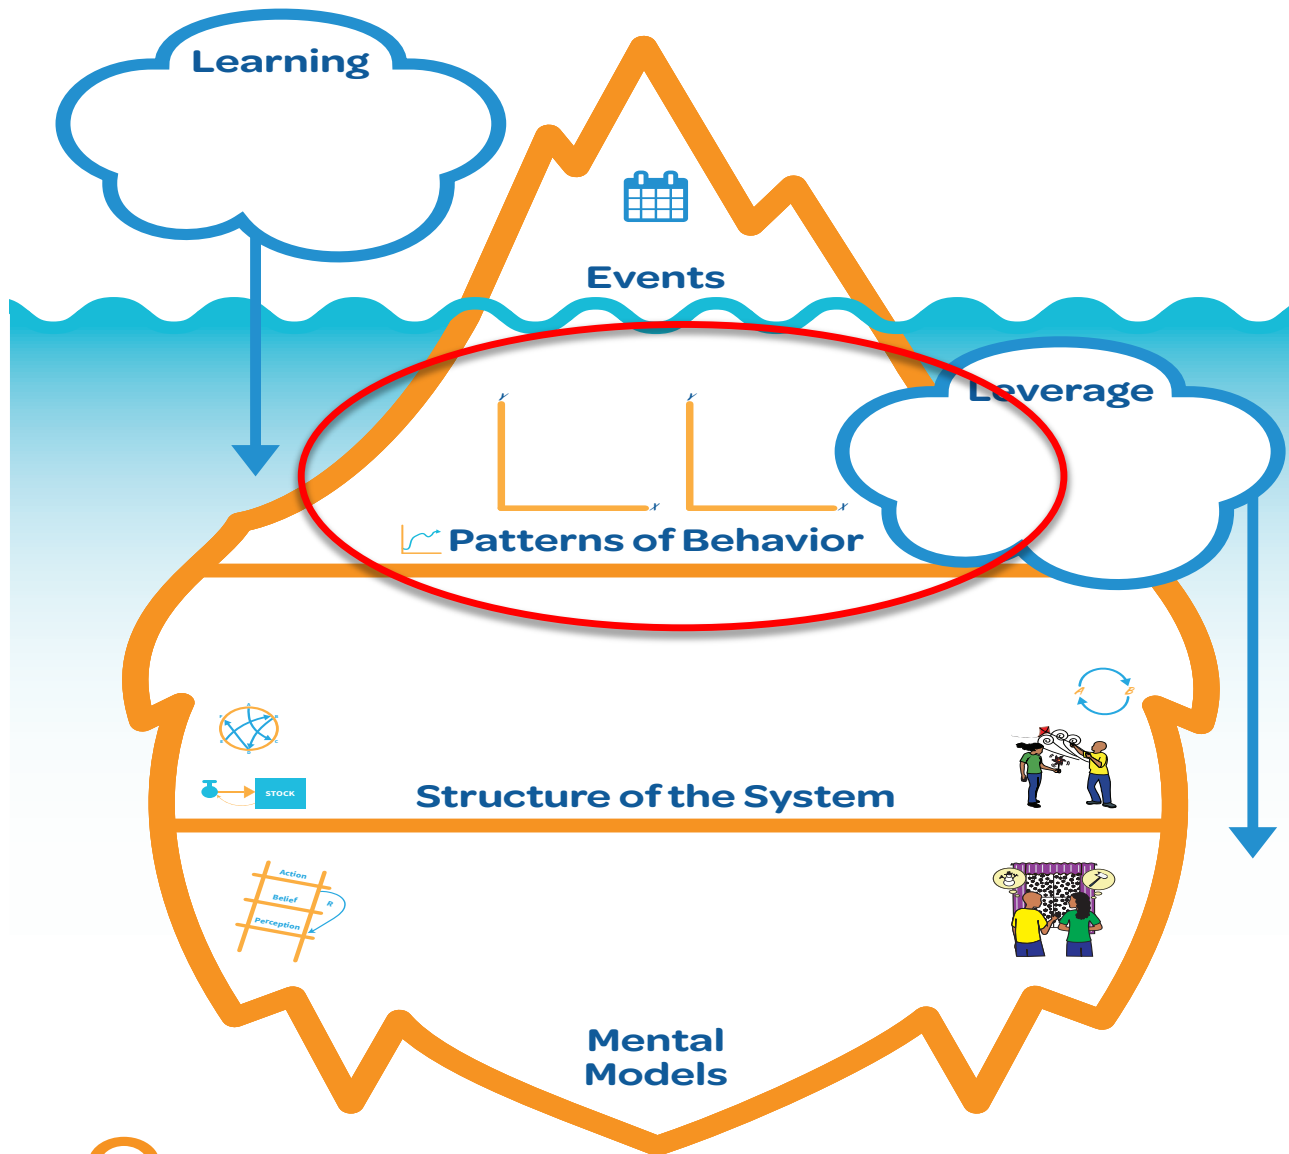 Learning
Events
Leverage
y
y
x
x
Patterns of Behavior
A
B
A
B
C
D
E
F
STOCK
Structure of the System
Action
Belief
Perception
R
Mental
Models